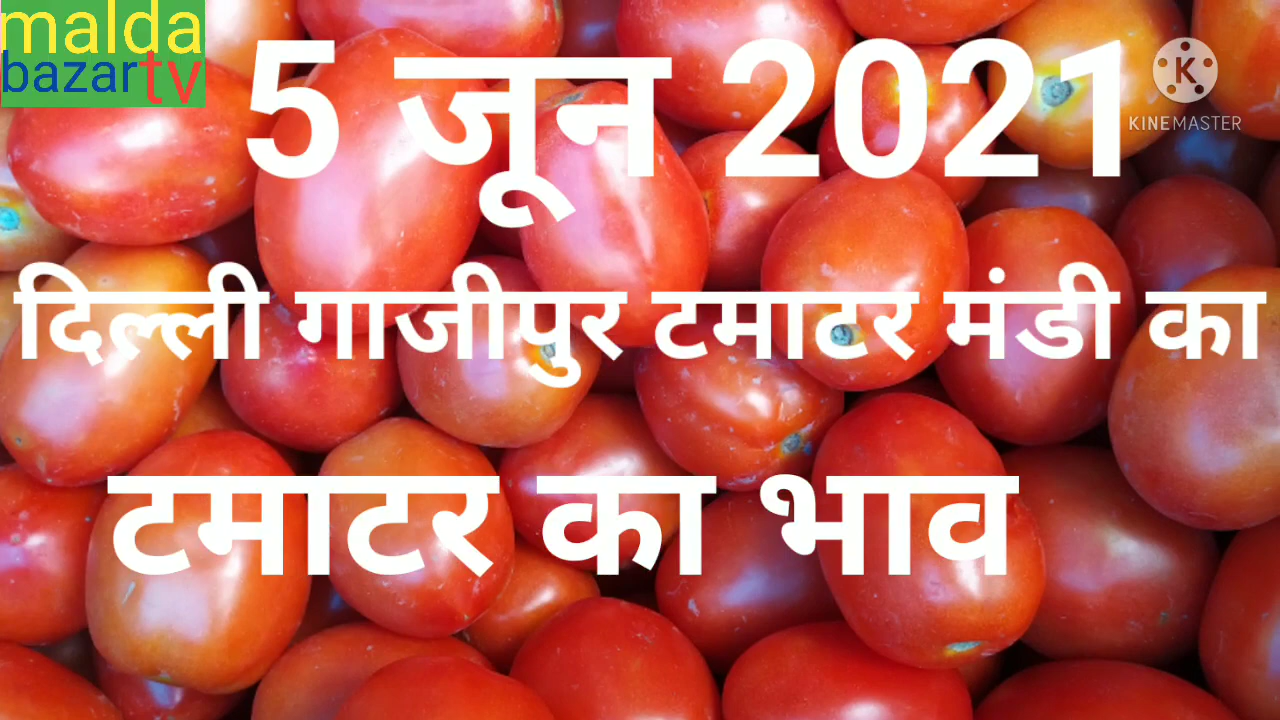 malda
bazartv
5 जून 2021
KINEMASTER
दिल्ली गाजीपुर टमाटर मंडी का
टमाटर का भाव